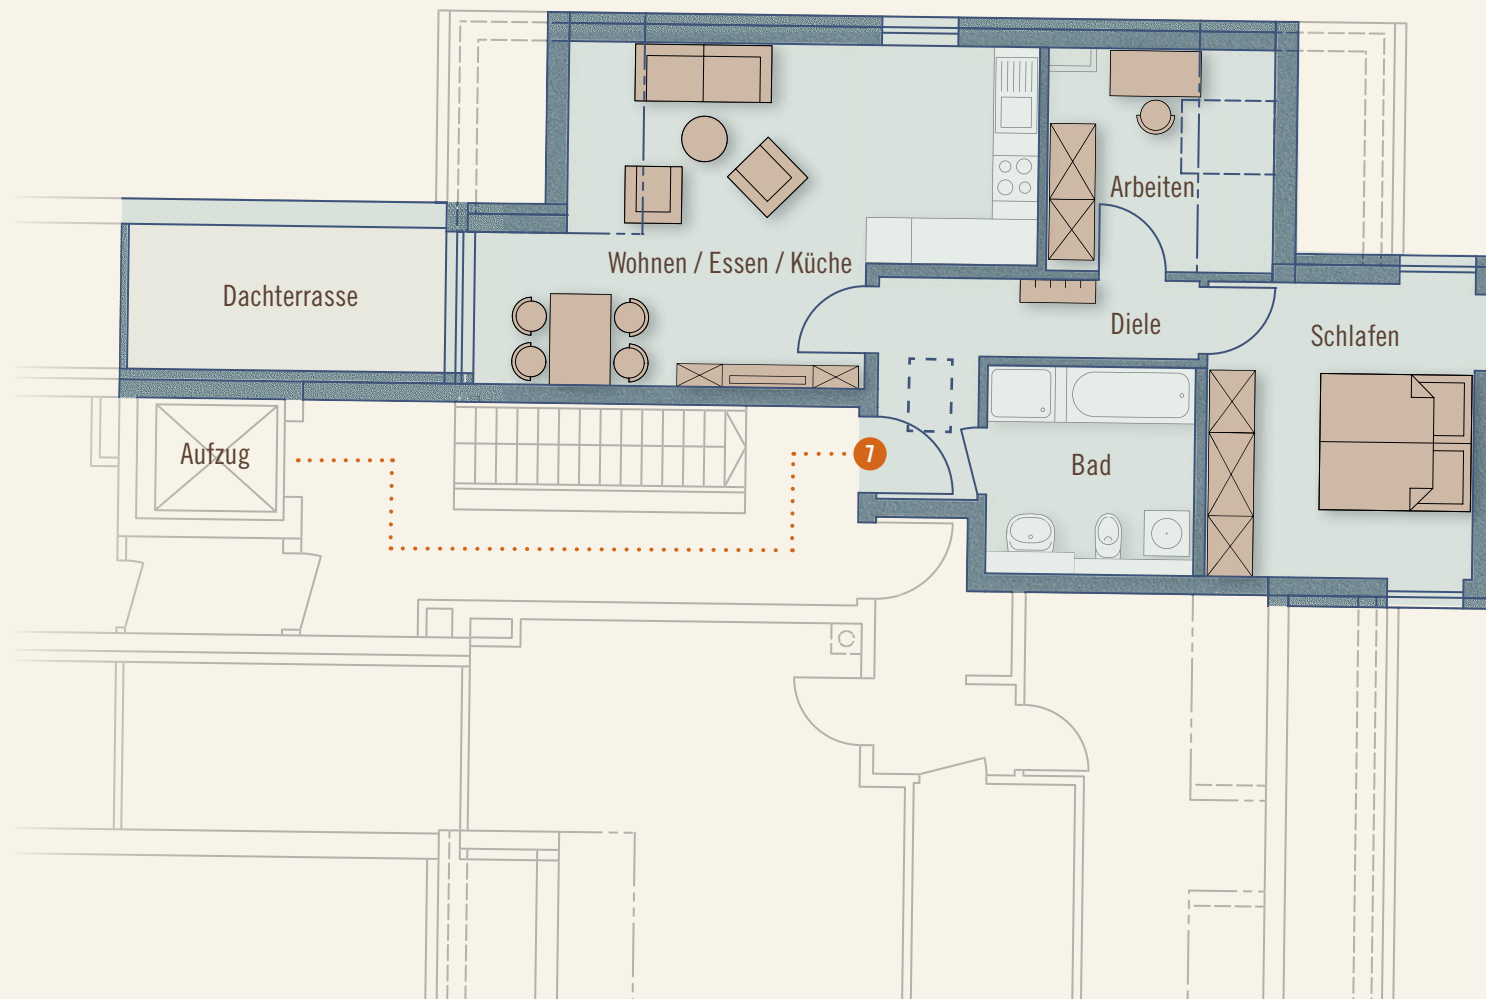 Arbeiten
Wohnen / Essen / Küche
Dachterrasse
Diele
Schlafen
Aufzug
7
Bad